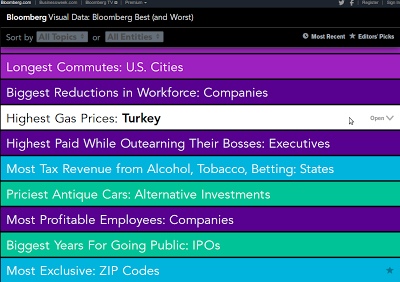 Bloomberg.com Businessweek.com Bloomberg TV Premium Register Sign In
Bloomberg Visual Data: Bloomberg Best (and Worst)
Sort by All Topics or All Entities Most Recent Editors' Picks
Longest Commutes: U.S. Cities
Biggest Reductions in Workforce: Companies
Highest Gas Prices: Turkey Open
Highest Paid While Outearning Their Bosses: Executives
Most Tax Revenue from Alcohol, Tobacco, Betting: States
Priciest Antique Cars: Alternative Investments
Most Profitable Employees: Companies
Biggest Years For Going Public: IPOs
Most Exclusive: ZIP Codes